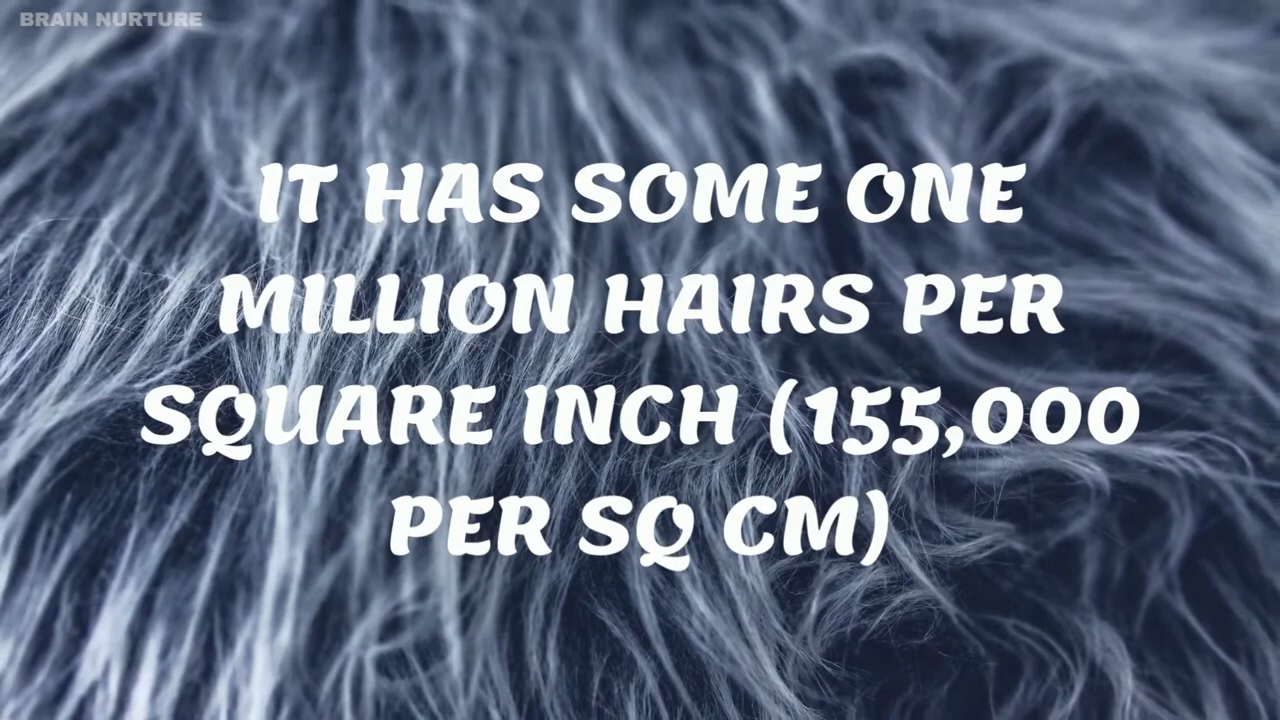 BRAIN NURTURE
IT HAS SOME ONE
MILLION HAIRS PER
SQUARE INCH (155,000
PER SQ CM)